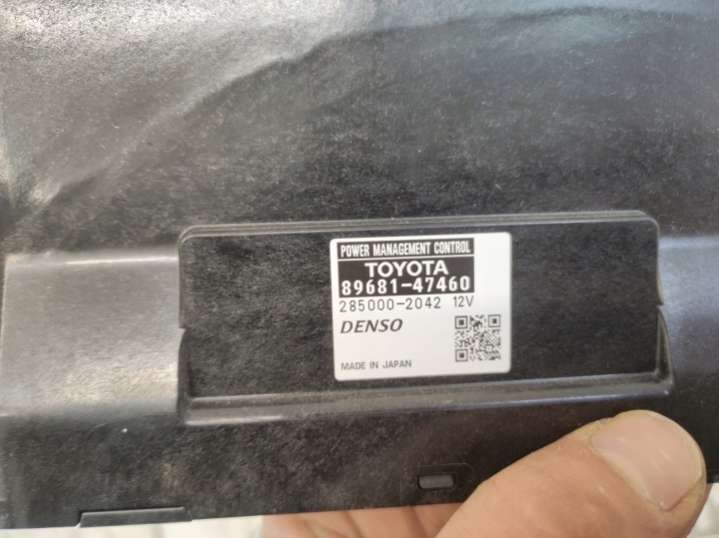 POWER MANAGEMENT CONTROL
TOYOTA
89681-47460
285000-2042 12V
DENSO
MADE IN JAPAN